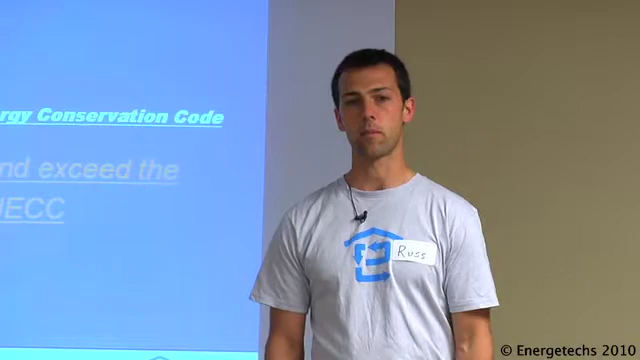 rgy Conservation Code
nd exceed the
IECC
Russ
© Energetechs 2010